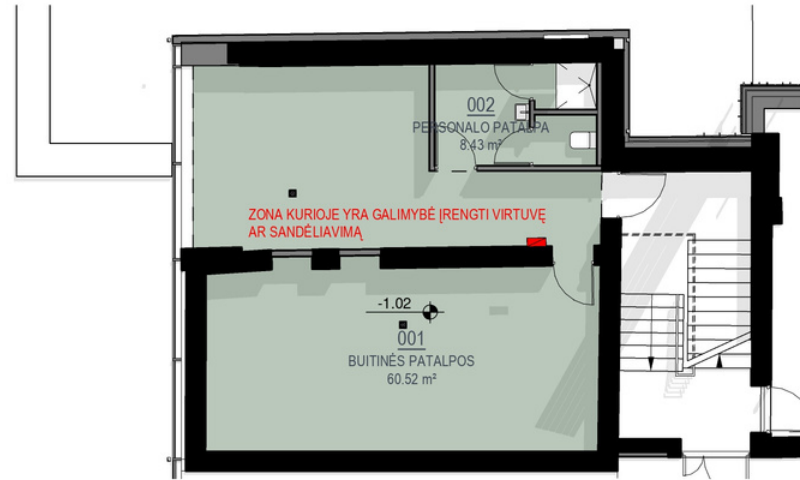 002
PERSONALO PATALPA
8.43 m²
ZONA KURIOJE YRA GALIMYBĖ ĮRENGTI VIRTUVĘ
AR SANDĖLIAVIMĄ
-1.02
001
BUITINĖS PATALPOS
60.52 m²